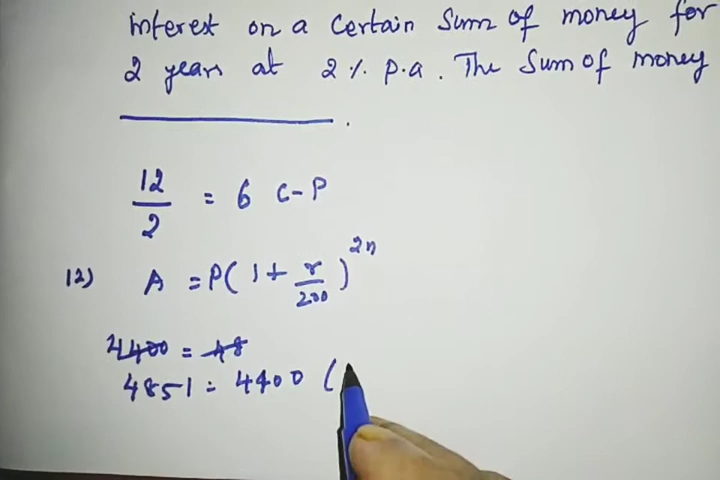 interest on a certain sum of money for
2 years at 2 % p.a. The Sum of money
____________.
12/2 = 6 C-P
12) A = P(1 + r/200)^2n
4400 = 48
4851 = 4400 (